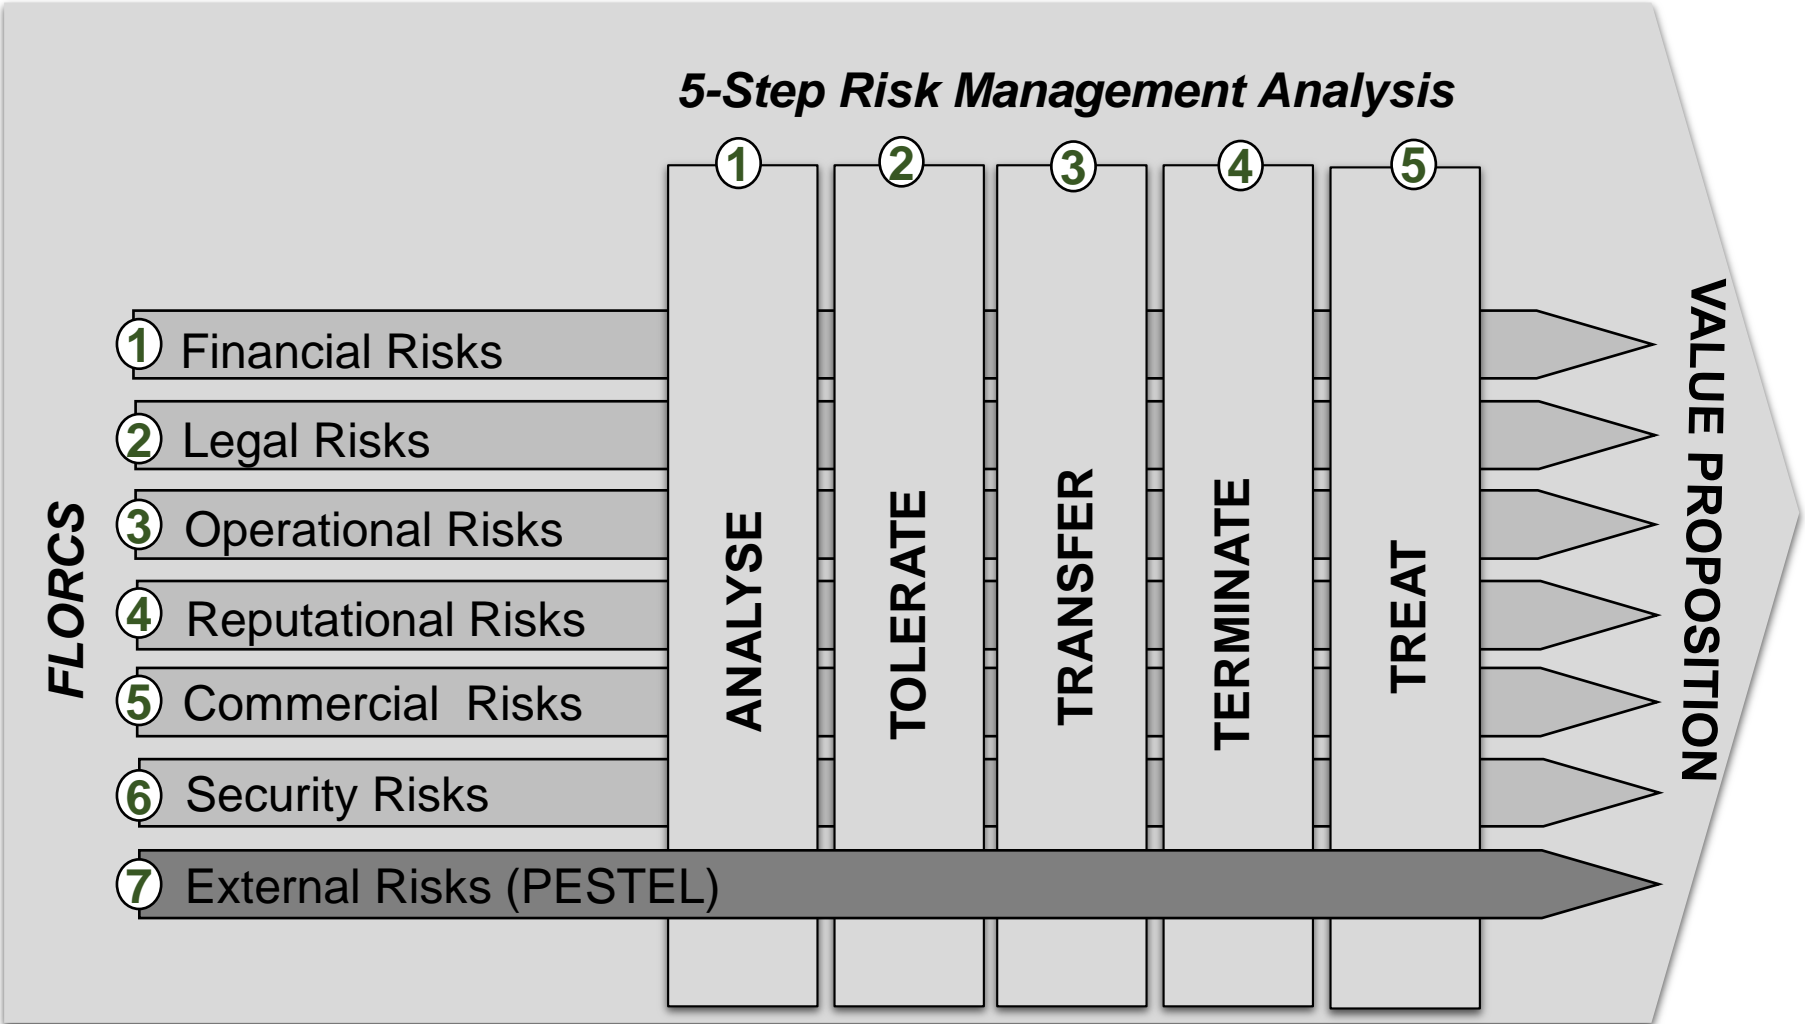 5-Step Risk Management Analysis
1
2
3
4
5
ANALYSE
TOLERATE
TRANSFER
TERMINATE
TREAT
FLORCS
1 Financial Risks
2 Legal Risks
3 Operational Risks
4 Reputational Risks
5 Commercial Risks
6 Security Risks
7 External Risks (PESTEL)
VALUE PROPOSITION